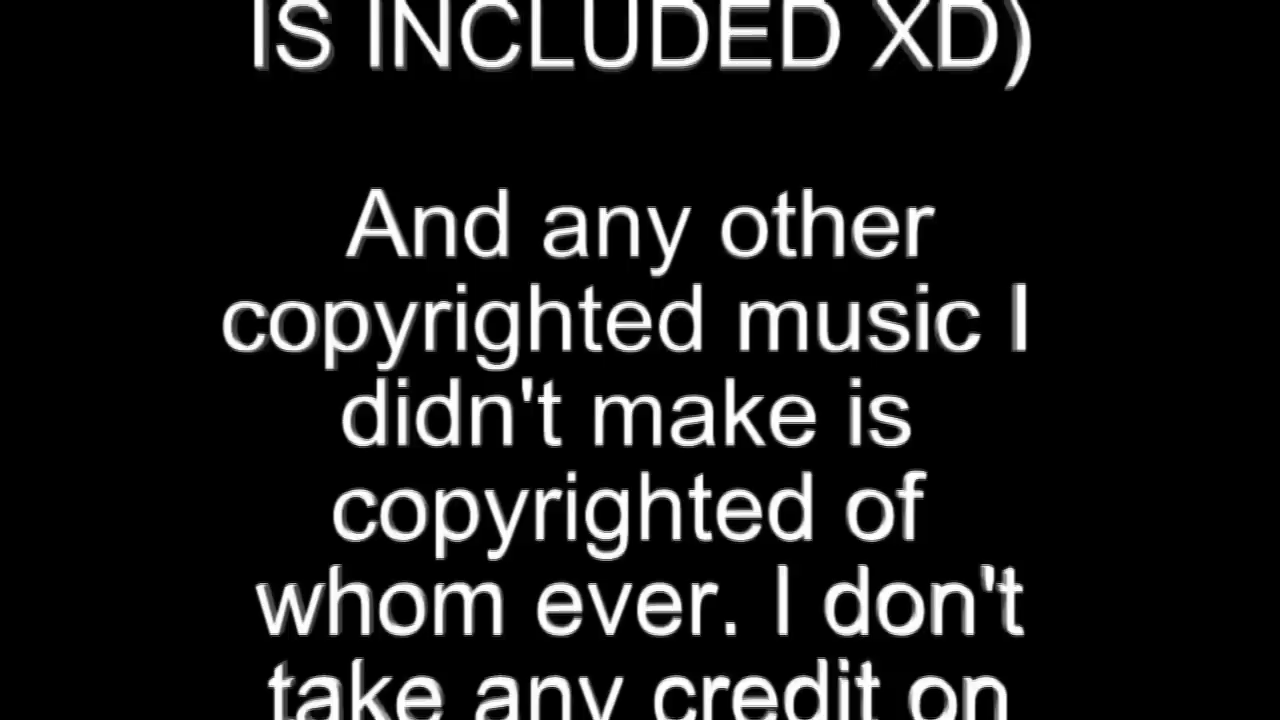 IS INCLUDED XD)
And any other
copyrighted music I
didn't make is
copyrighted of
whom ever. I don't
take any credit on